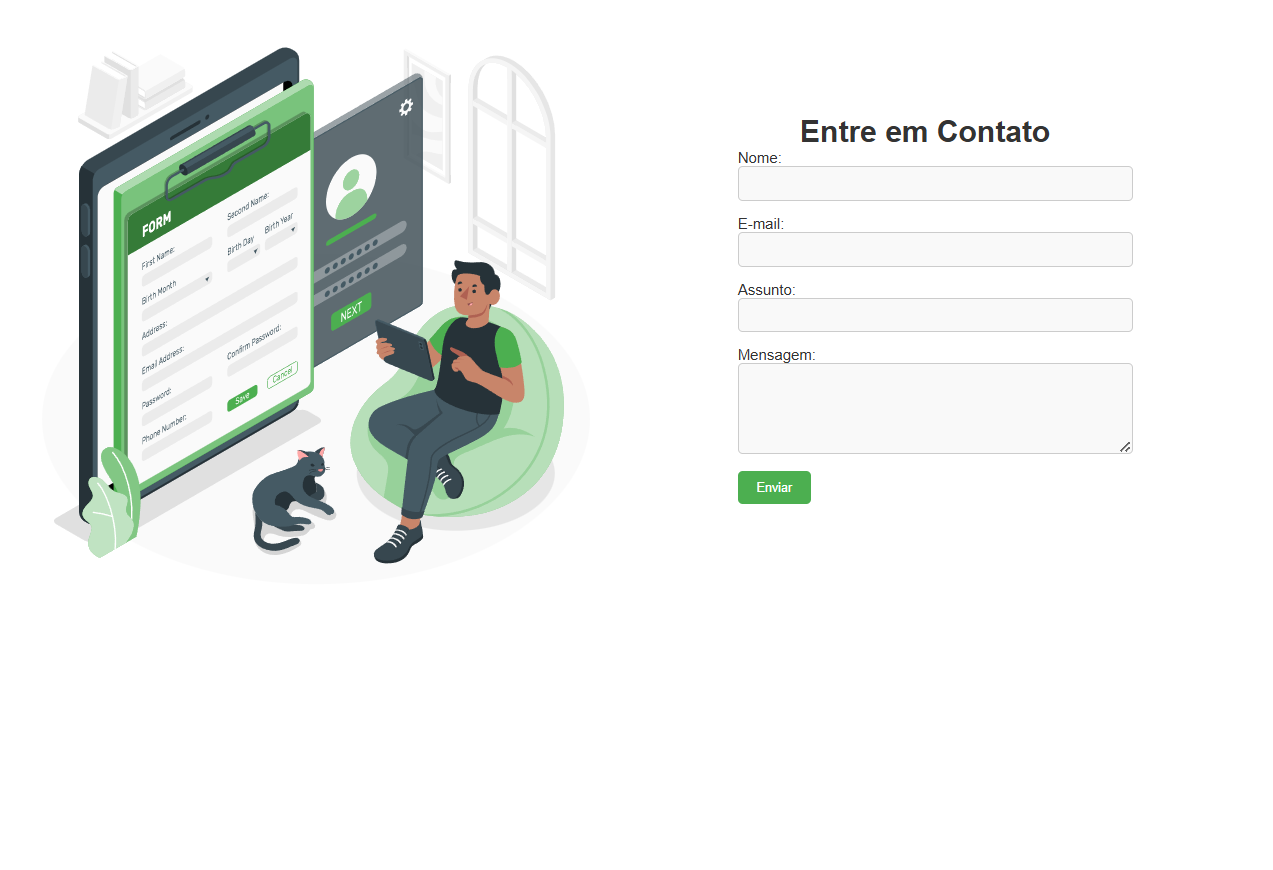 FORM
First Name:
Second Name:
Birth Month
Birth Day
Birth Year
Address:
Email Address:
Password:
Confirm Password:
Phone Number:
Save
Cancel
NEXT
Entre em Contato
Nome:
E-mail:
Assunto:
Mensagem:
Enviar